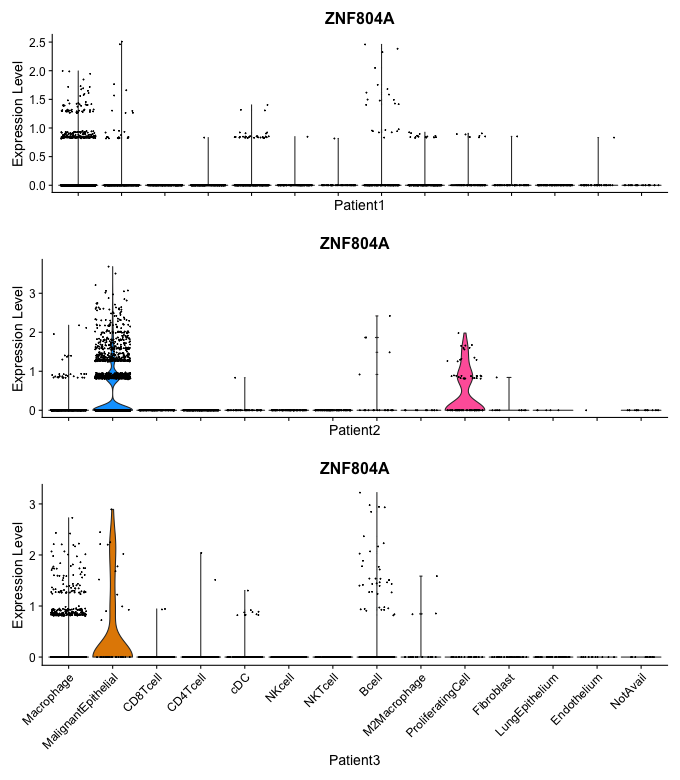 ZNF804A
Expression Level
2.5
2.0
1.5
1.0
0.5
0.0
Patient1
ZNF804A
Expression Level
3
2
1
0
Patient2
ZNF804A
Expression Level
3
2
1
0
Macrophage
MalignantEpithelial
CD8Tcell
CD4Tcell
cDC
NKcell
NKTcell
Bcell
M2Macrophage
ProliferatingCell
Fibroblast
LungEpithelium
Endothelium
NotAvail
Patient3